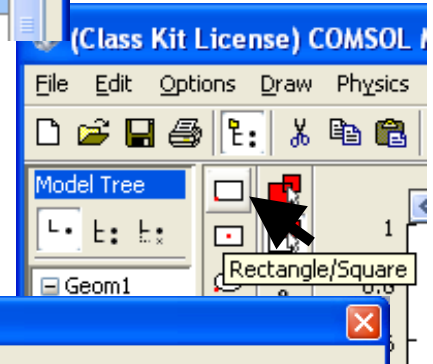 (Class Kit License) COMSOL
File Edit Options Draw Physics
Model Tree
1
Rectangle/Square
Geom1